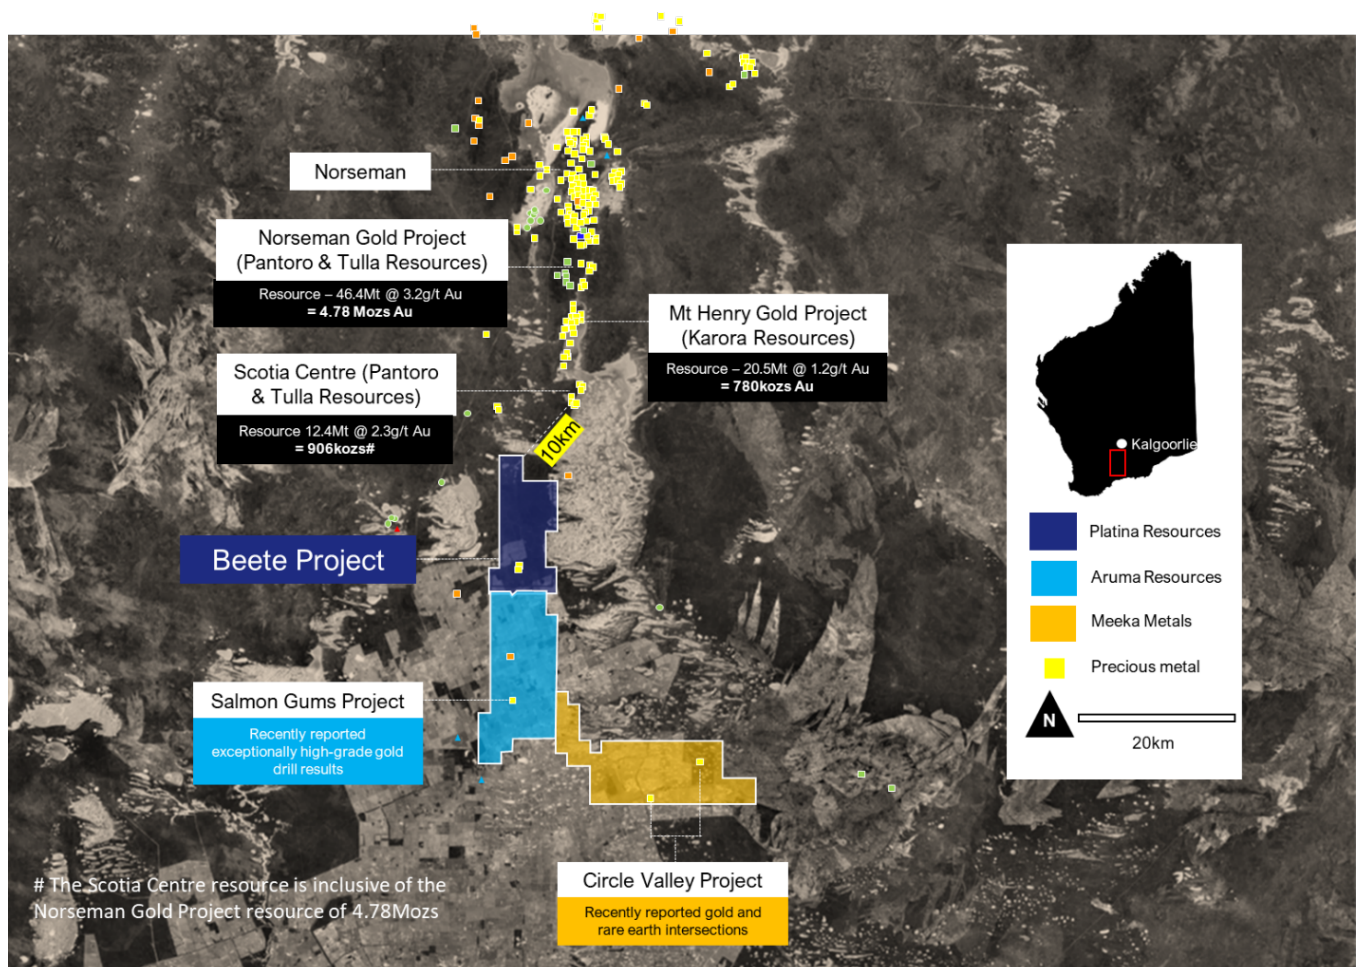 Norseman
Norseman Gold Project
(Pantoro & Tulla Resources)
Resource – 46.4Mt @ 3.2g/t Au
= 4.78 Mozs Au
Mt Henry Gold Project
(Karora Resources)
Resource – 20.5Mt @ 1.2g/t Au
= 780kozs Au
Scotia Centre (Pantoro
& Tulla Resources)
Resource 12.4Mt @ 2.3g/t Au
= 906kozs#
10km
Beete Project
Salmon Gums Project
Recently reported
exceptionally high-grade gold
drill results
Circle Valley Project
Recently reported gold and
rare earth intersections
# The Scotia Centre resource is inclusive of the
Norseman Gold Project resource of 4.78Mozs
Kalgoorlie
Platina Resources
Aruma Resources
Meeka Metals
Precious metal
N
20km